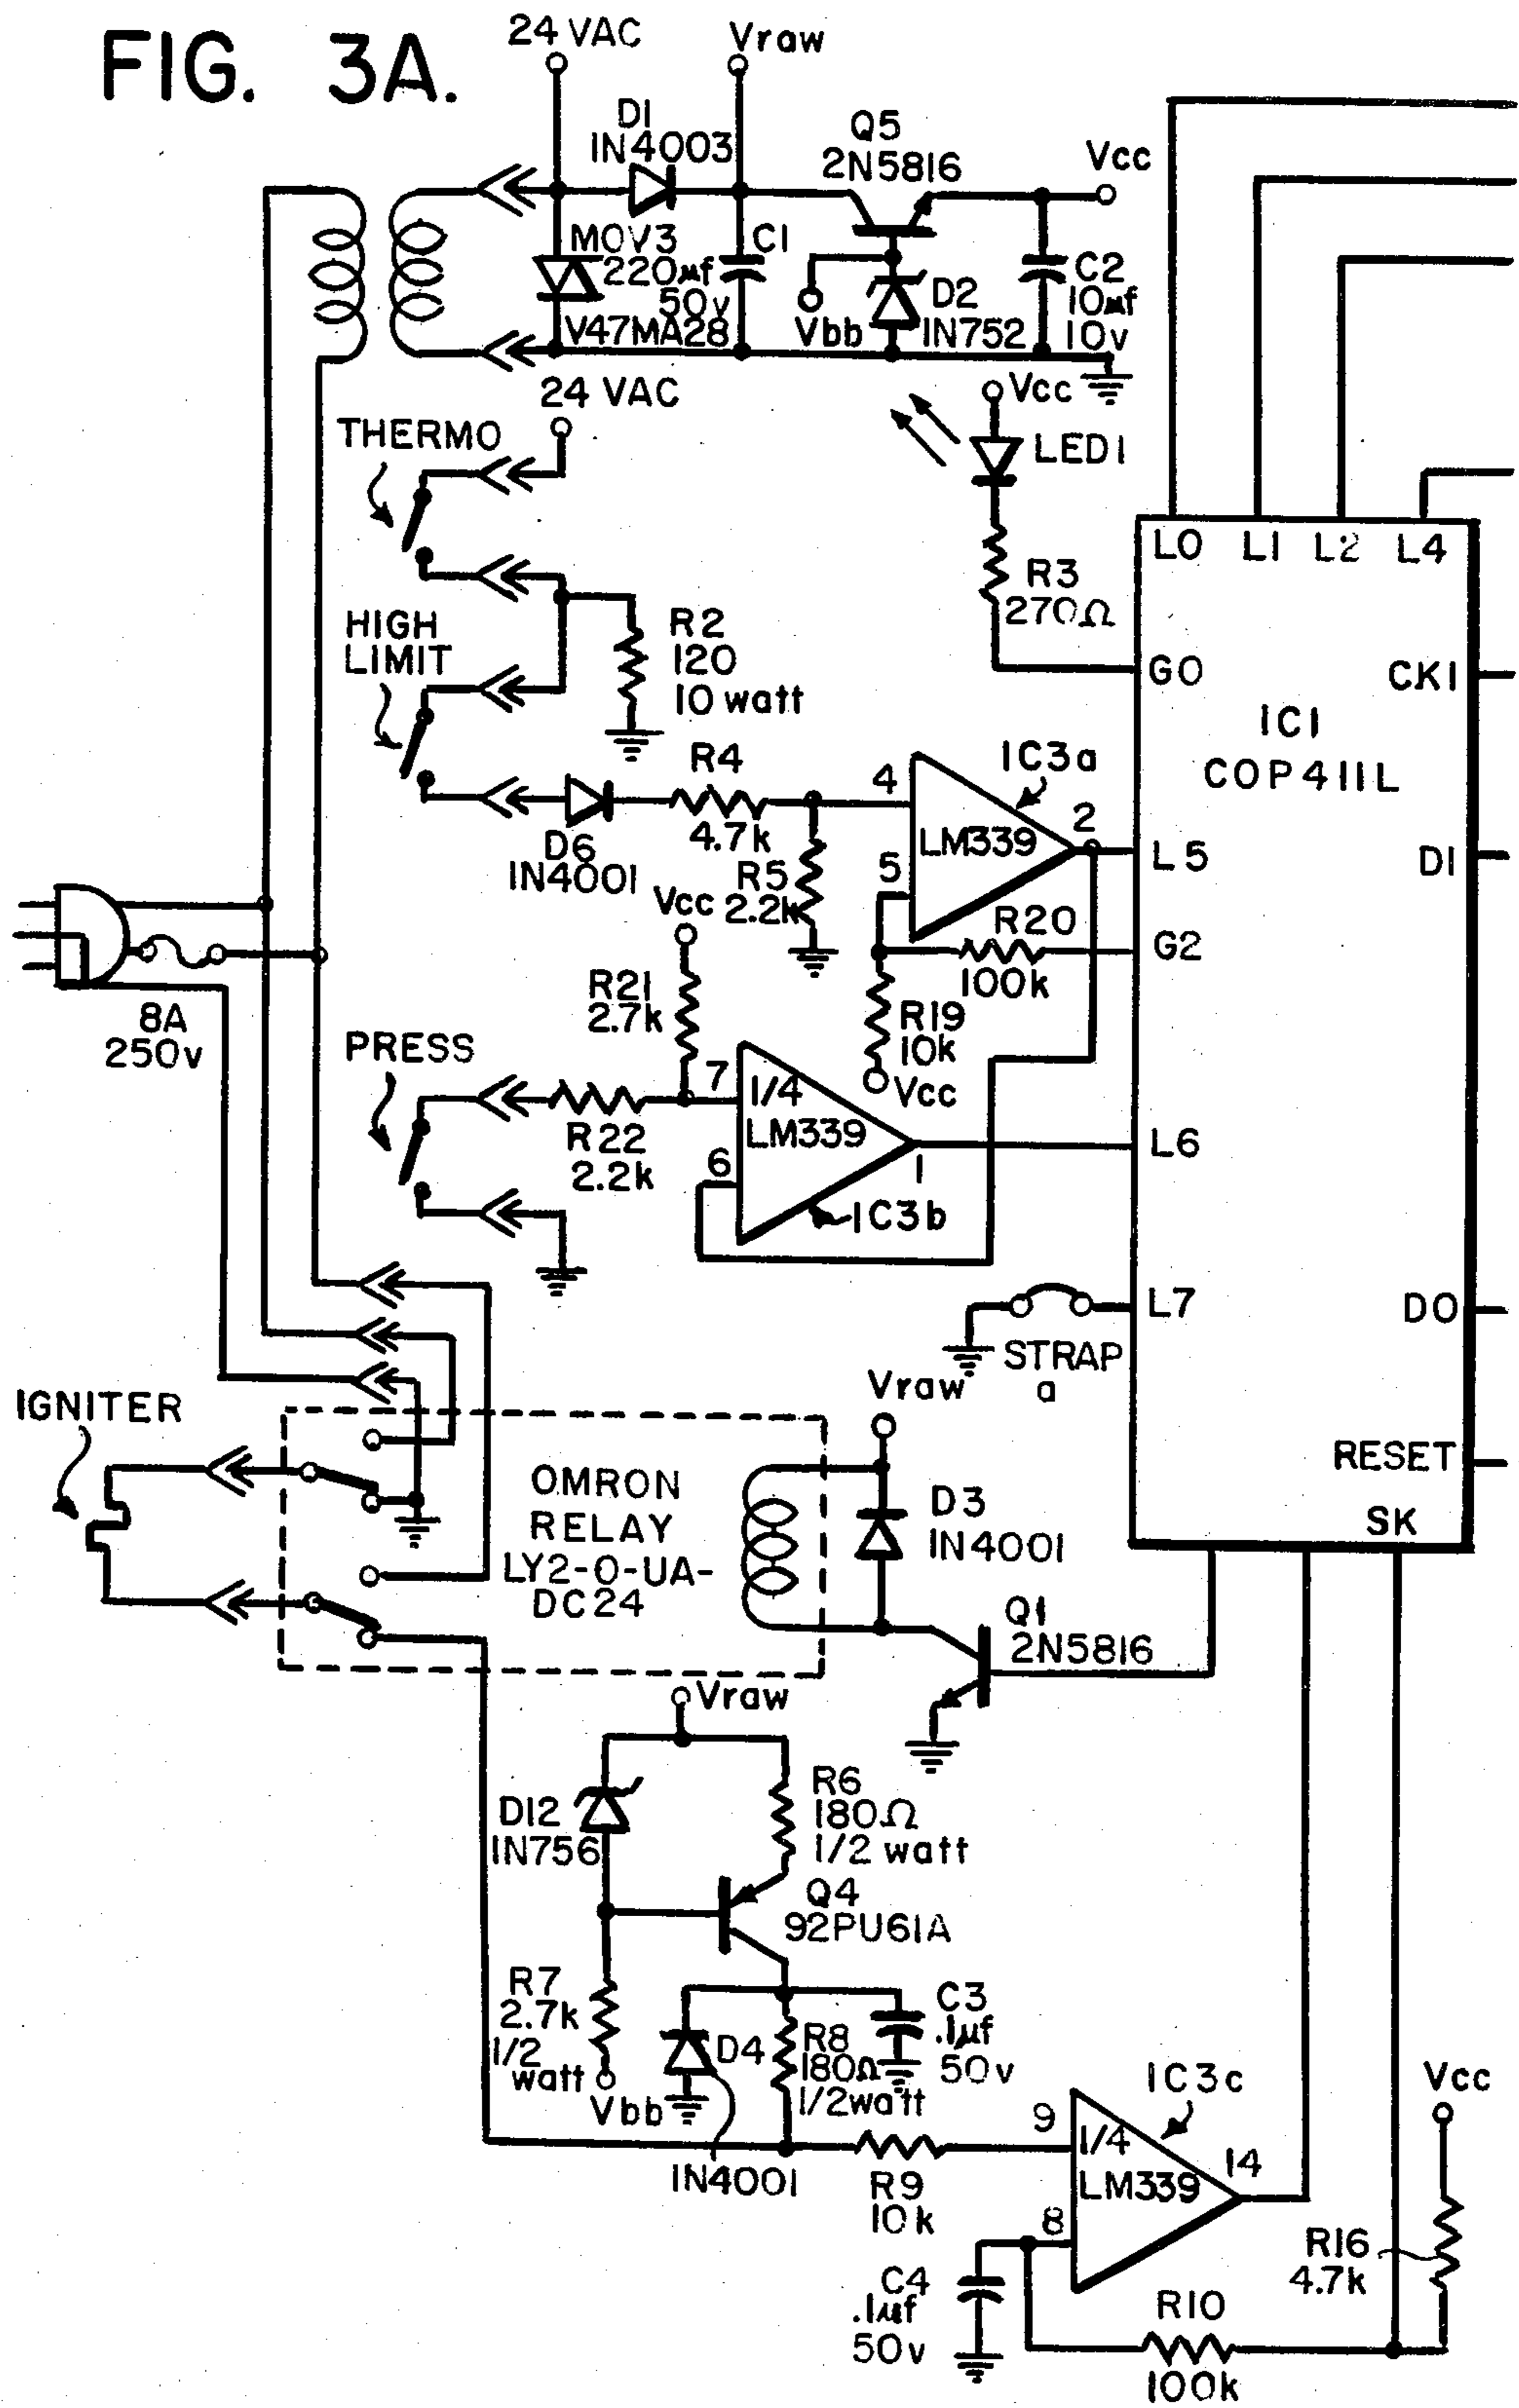 FIG. 3A.
24 VAC
Vraw
D1
IN4003
Q5
2N5816
Vcc
MOV3
220µf
50v
C1
V47MA28
Vbb
D2
IN752
C2
10µf
10v
24 VAC
Vcc
LED1
THERMO
L0 L1 L2 L4
R3
270Ω
HIGH
LIMIT
R2
120
10 watt
G0
CK1
IC1
COP411L
R4
4.7k
4
IC3a
2
LM339
5
L5
D1
D6
IN4001
R5
2.2k
Vcc
R20
100k
G2
R21
2.7k
R19
10k
Vcc
8A
250v
PRESS
7
1/4
LM339
R22
2.2k
6
1
IC3b
L6
L7
DO
STRAP
a
Vraw
IGNITER
RESET
OMRON
RELAY
LY2-0-UA-
DC24
D3
IN4001
SK
Q1
2N5816
Vraw
D12
IN756
R6
180Ω
1/2 watt
Q4
92PU61A
R7
2.7k
1/2
watt
Vbb
D4
R8
180Ω
1/2watt
C3
.1µf
50v
IN4001
IC3c
Vcc
9
1/4
LM339
14
R9
10k
8
R16
4.7k
C4
.1µf
50v
R10
100k